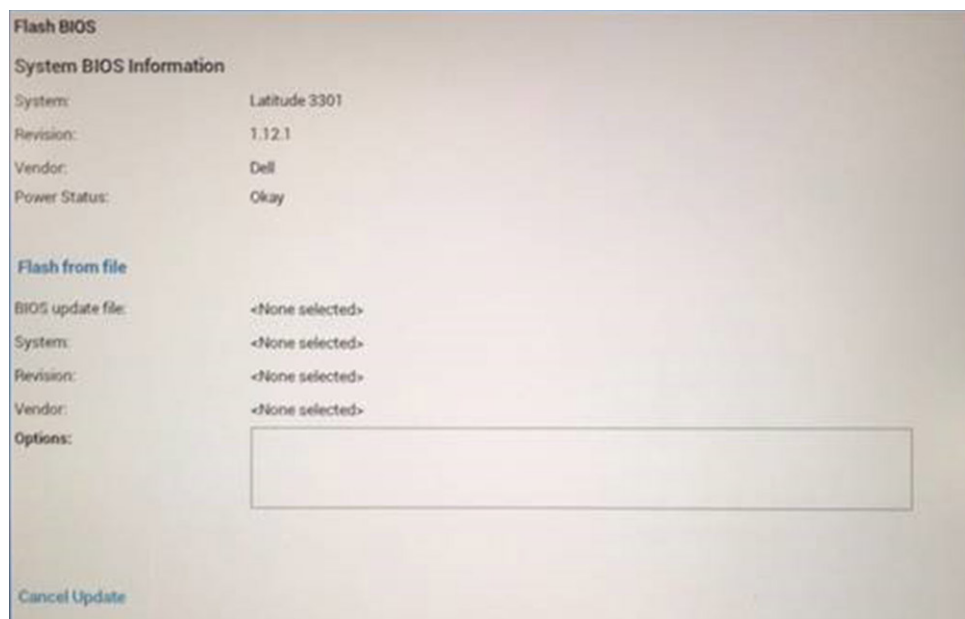 Flash BIOS
System BIOS Information
System: Latitude 3301
Revision: 1.12.1
Vendor: Dell
Power Status: Okay
Flash from file
BIOS update file: <None selected>
System: <None selected>
Revision: <None selected>
Vendor: <None selected>
Options:
Cancel Update